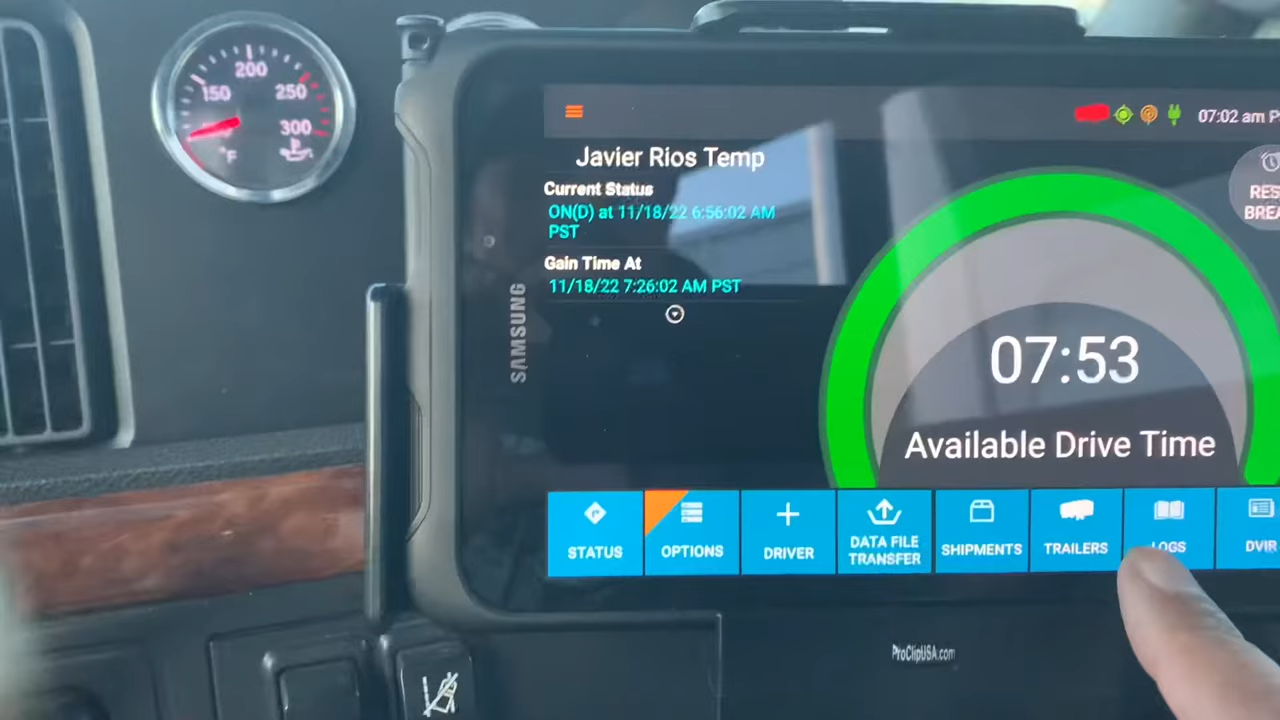 200
150
250
300
°F
07:02 am
Javier Rios Temp
Current Status
ON(D) at 11/18/22 6:56:02 AM
PST
Gain Time At
11/18/22 7:26:02 AM PST
SAMSUNG
07:53
Available Drive Time
STATUS
OPTIONS
DRIVER
DATA FILE
TRANSFER
SHIPMENTS
TRAILERS
LOGS
DVIR
ProClipUSA.com